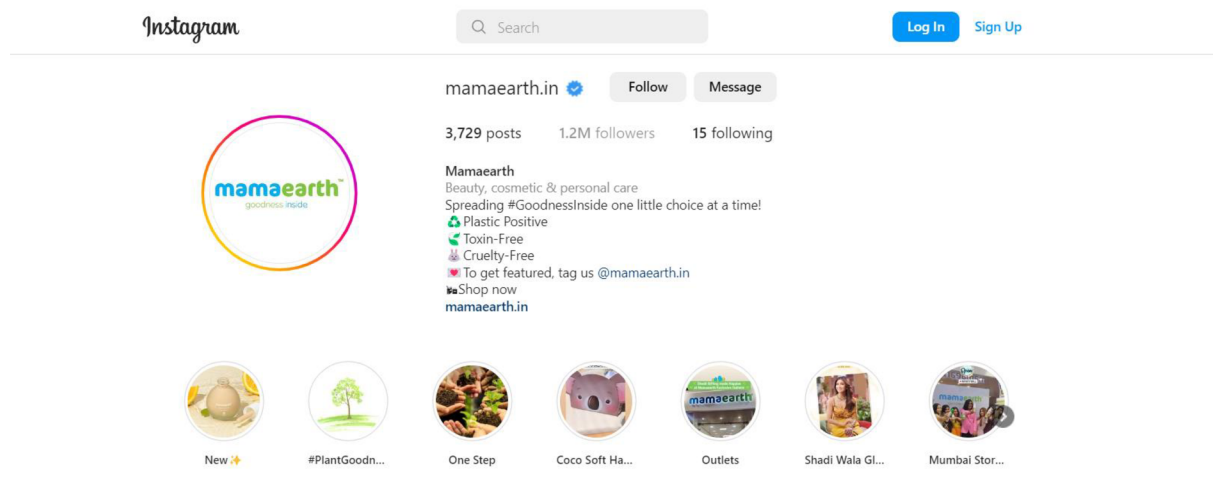 Instagram
Search
Log In
Sign Up
mamaearth.in
Follow
Message
3,729 posts
1.2M followers
15 following
mamaearth™
goodness inside
Mamaearth
Beauty, cosmetic & personal care
Spreading #GoodnessInside one little choice at a time!
♻️Plastic Positive
🌿Toxin-Free
🐰Cruelty-Free
💌To get featured, tag us @mamaearth.in
Shop now
mamaearth.in
mamaearth
New✨
#PlantGoodn...
One Step
Coco Soft Ha...
Outlets
Shadi Wala Gl...
Mumbai Stor...